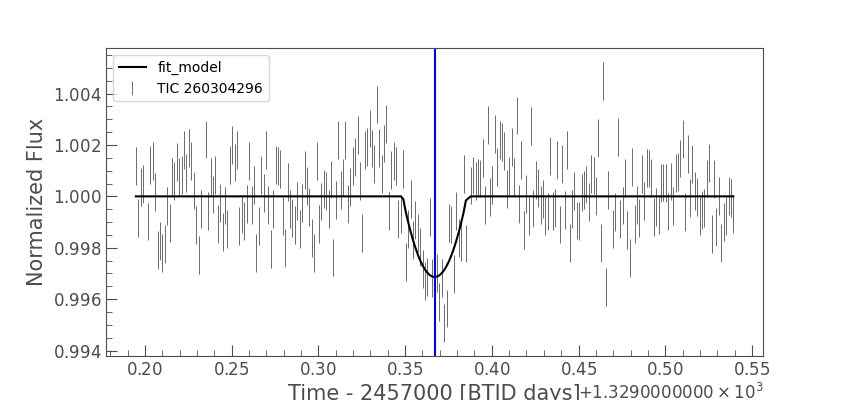 fit_model
TIC 260304296
1.004
1.002
1.000
0.998
0.996
0.994
Normalized Flux
0.20 0.25 0.30 0.35 0.40 0.45 0.50 0.55
Time - 2457000 [BTJD days]
+1.3290000000 × 10³